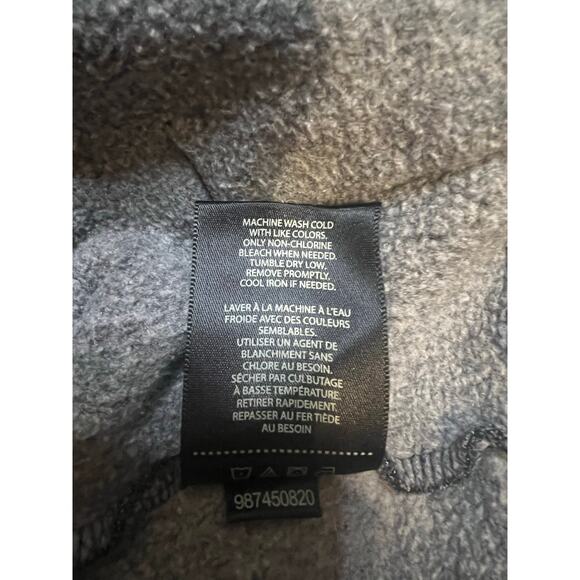 MACHINE WASH COLD
WITH LIKE COLORS.
ONLY NON-CHLORINE
BLEACH WHEN NEEDED.
TUMBLE DRY LOW.
REMOVE PROMPTLY.
COOL IRON IF NEEDED.
LAVER À LA MACHINE À L'EAU
FROIDE AVEC DES COULEURS
SEMBLABLES.
UTILISER UN AGENT DE
BLANCHIMENT SANS
CHLORE AU BESOIN.
SÉCHER PAR CULBUTAGE
À BASSE TEMPÉRATURE.
RETIRER RAPIDEMENT.
REPASSER AU FER TIÈDE
AU BESOIN
987450820